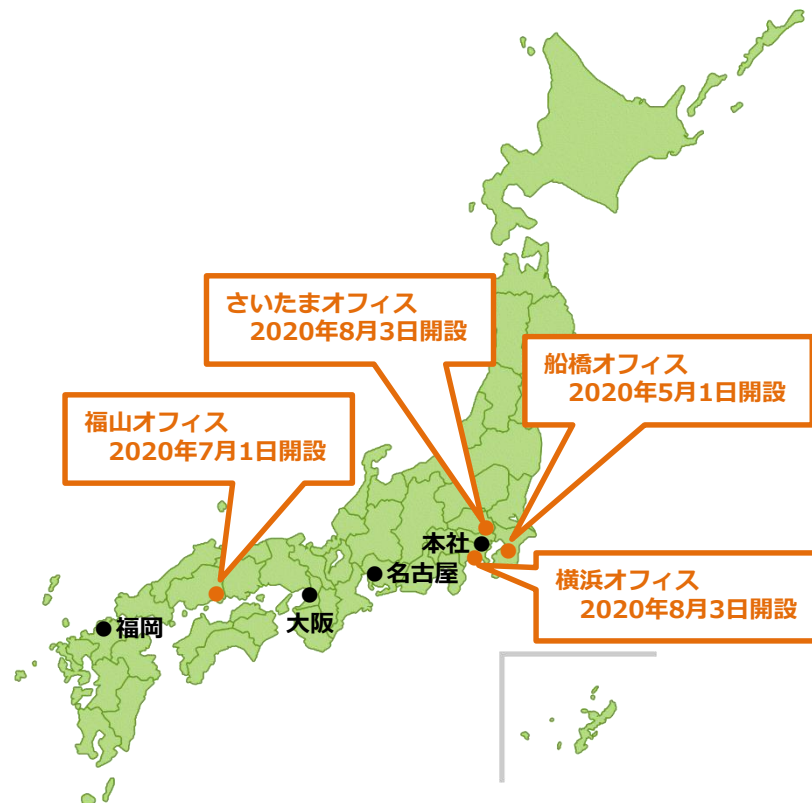 さいたまオフィス
2020年8月3日開設
船橋オフィス
2020年5月1日開設
福山オフィス
2020年7月1日開設
本社
名古屋
横浜オフィス
2020年8月3日開設
大阪
福岡